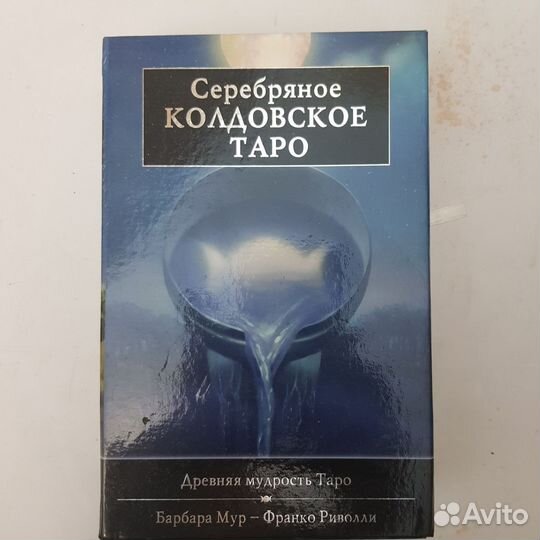 Серебряное
КОЛДОВСКОЕ
ТАРО
Древняя мудрость Таро
Барбара Мур – Франко Риволли
Avito